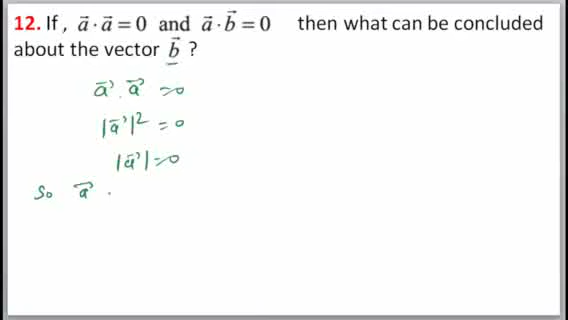 12. If , a⃗ · a⃗ = 0 and a⃗ · b⃗ = 0 then what can be concluded
about the vector b⃗ ?
a⃗ . a⃗ = 0
|a⃗|² = 0
|a⃗| = 0
So a⃗